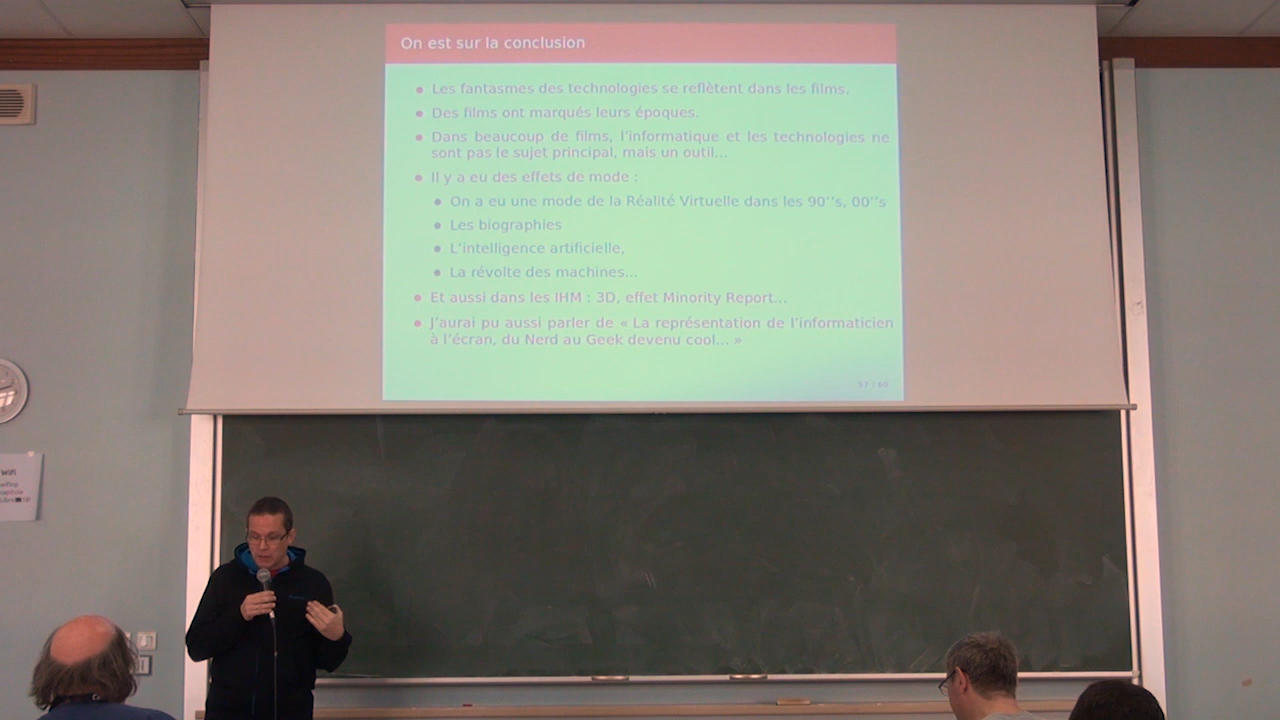 On est sur la conclusion
Les fantasmes des technologies se reflètent dans les films.
Des films ont marqués leurs époques.
Dans beaucoup de films, l'informatique et les technologies ne
sont pas le sujet principal, mais un outil...
Il y a eu des effets de mode :
On a eu une mode de la Réalité Virtuelle dans les 90''s, 00''s
Les biographies
L'intelligence artificielle,
La révolte des machines...
Et aussi dans les IHM : 3D, effet Minority Report...
J'aurai pu aussi parler de « La représentation de l'informaticien
à l'écran, du Nerd au Geek devenu cool... »
57 / 60
WiFi